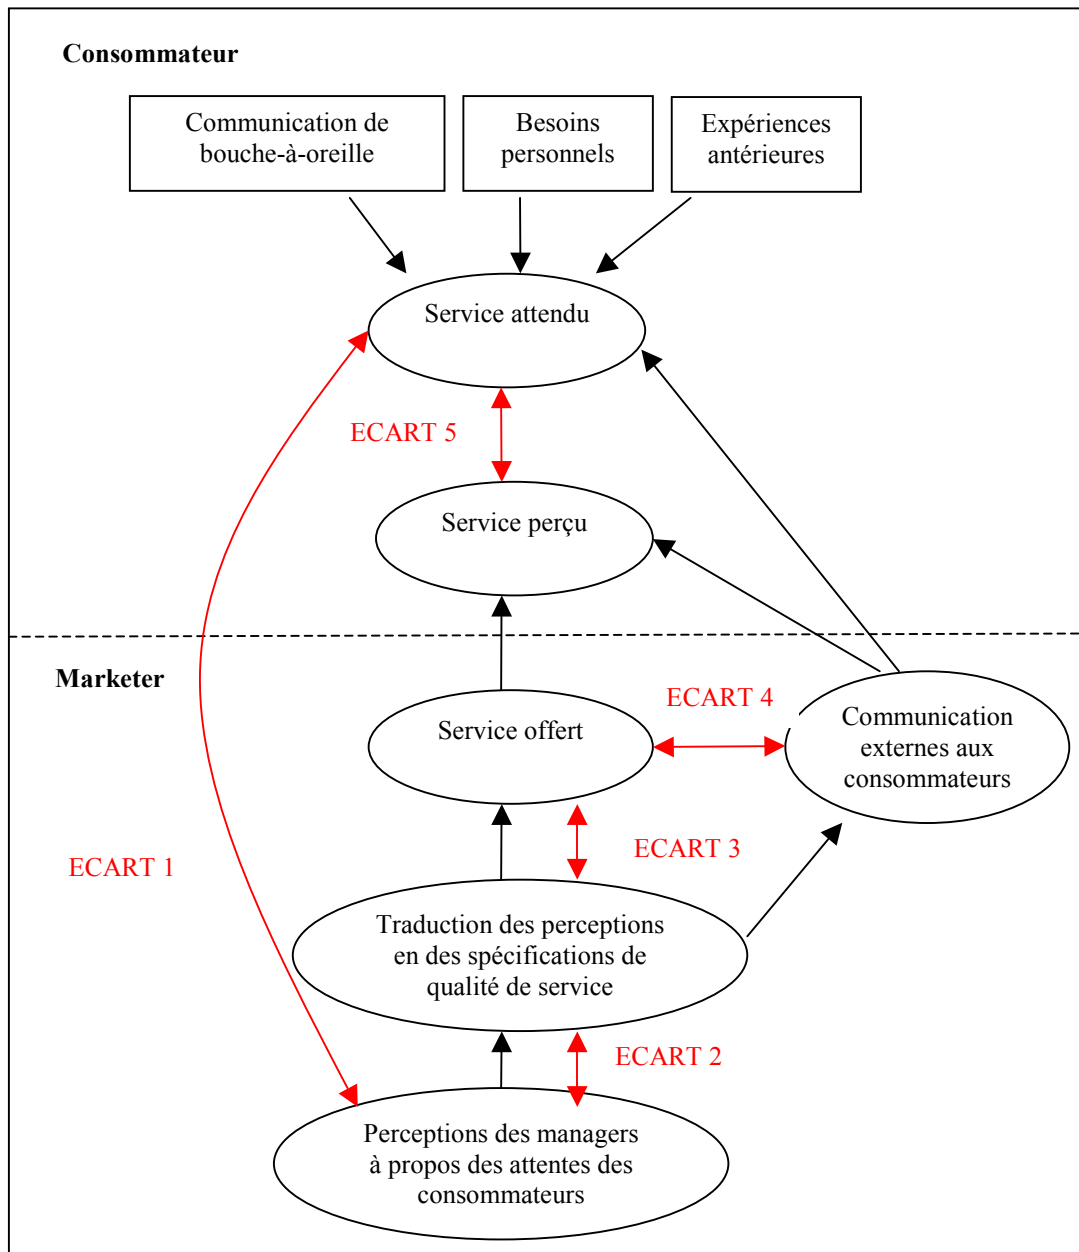 Consommateur
Communication de
bouche-à-oreille
Besoins
personnels
Expériences
antérieures
Service attendu
ECART 5
Service perçu
Marketer
ECART 4
Service offert
Communication
externes aux
consommateurs
ECART 3
ECART 1
Traduction des perceptions
en des spécifications de
qualité de service
ECART 2
Perceptions des managers
à propos des attentes des
consommateurs